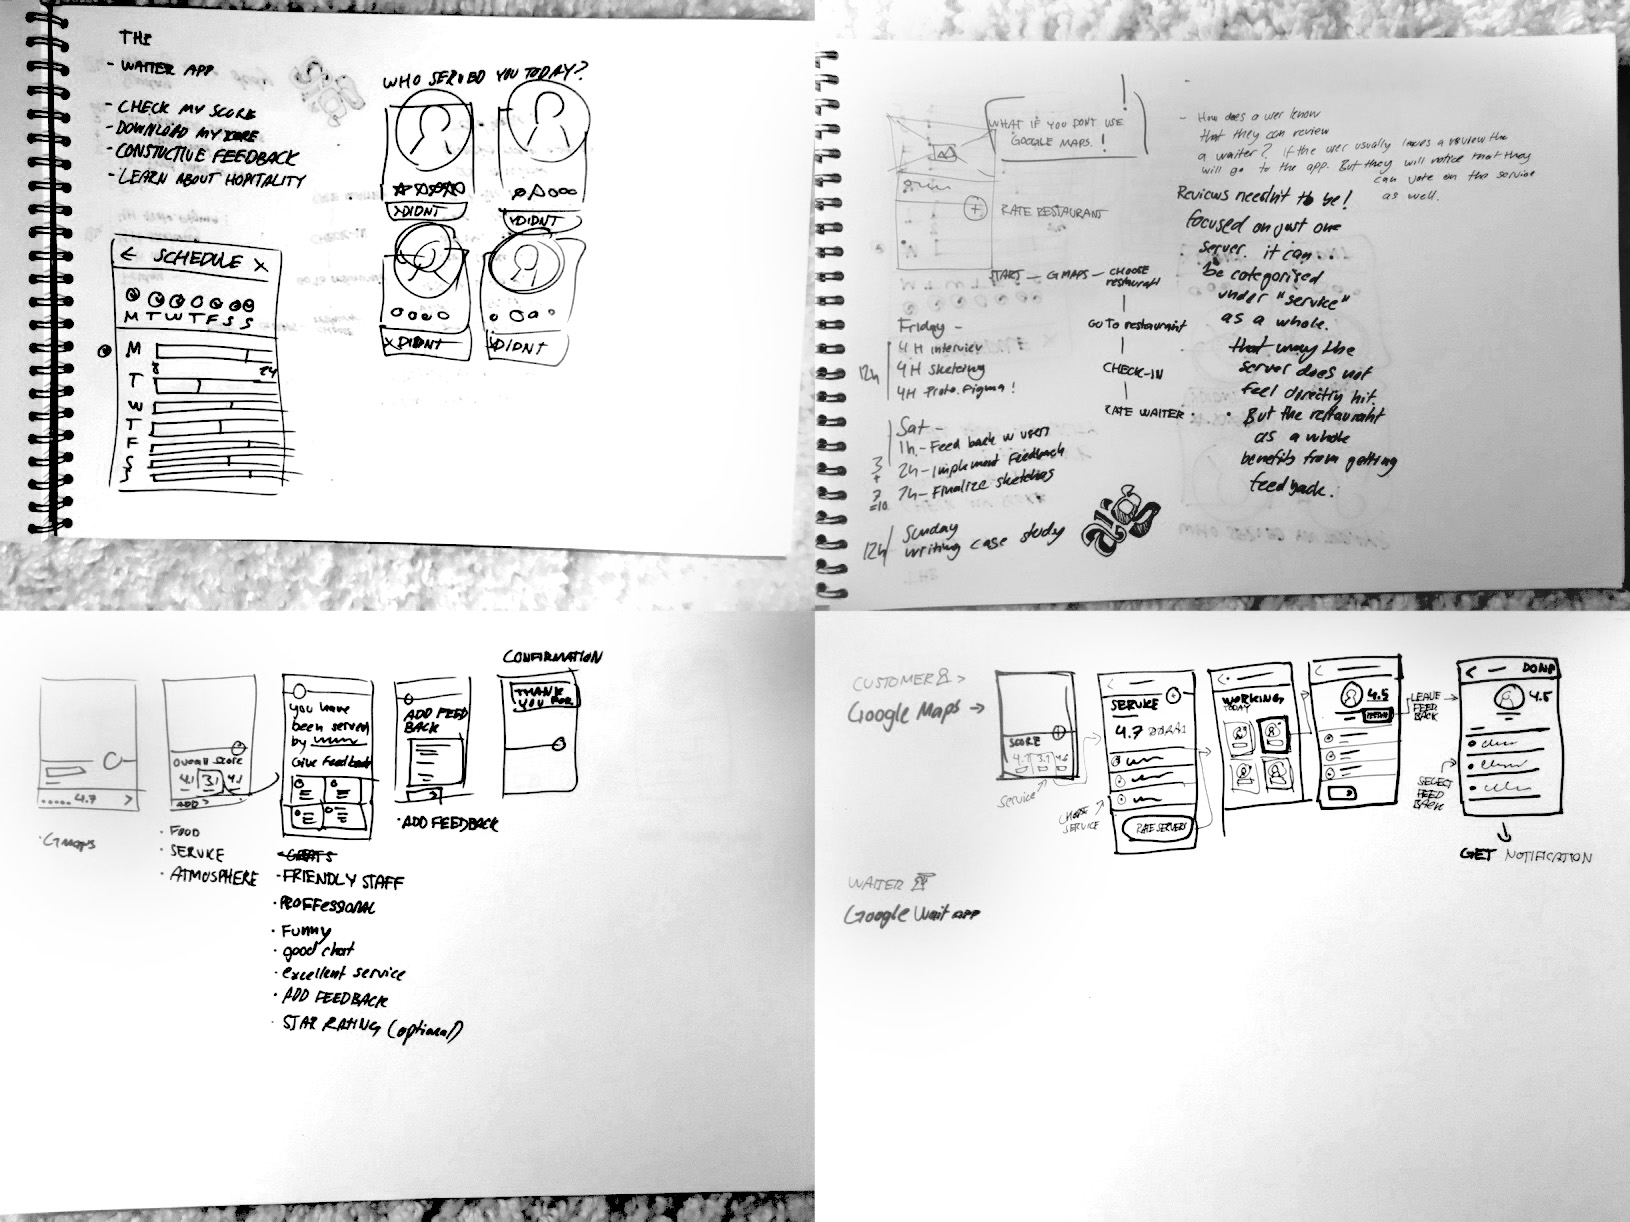 THE
- WAITER APP
- CHECK MY SCORE
- DOWNLOAD MY
- CONSTUCTIVE FEEDBACK
- LEARN ABOUT HOPITALITY
WHO SERVED YOU TODAY?
XDIDNT
XDIDNT
XDIDNT
XDIDNT
← SCHEDULE X
M T W T F S S
M
8 24
T
W
T
F
S
S
WHAT IF YOU DONT USE
GOOGLE MAPS. !
RATE RESTAURANT
START — GMAPS — CHOOSE
restaurant
Go To restaurant
CHECK-IN
RATE WAITER
Friday -
4H interview
12h
4H sketching
4H Proto. Figma!
Sat -
1h - Feed back w users
2h - Implement Feedback
7h - Finalize sketches
3
+
7
=10
Sunday
12h writing case study
- How does a user know
that they can review
a waiter? if the user usually leaves a review the
will go to the app. But they will notice that they
can vote on the service
as well.
Reviews needn't to be!
focused on just one
server. it can..
be categorised
under "service"
as a whole.
that way the
server does not
feel directly hit.
• But the restaurant
as a whole
benefits from getting
feedback.
4.7 >
• GMAPS
Overall Score
4.1 3.1 4.1
ADD >
• FOOD
• SERVICE
• ATMOSPHERE
you have
been served
by
Give Feedback
- GREATS
- FRIENDLY STAFF
• PROFFESSIONAL
• Funny
• good chat
• excellent service
• ADD FEEDBACK
• STAR RATING (optional)
ADD FEED
BACK
• ADD FEEDBACK
CONFIRMATION
THANK
YOU FOR
CUSTOMER >
Google Maps →
SCORE
4.1 3.1 4.6
Service
SERVICE +
4.7
CHOOSE
SERVICE
RATE SERVERS
WORKING
TODAY
4.5
LEAVE
FEED
BACK
DONE
4.5
SELECT
FEED
BACK
GET NOTIFICATION
WAITER
Google Wait APP